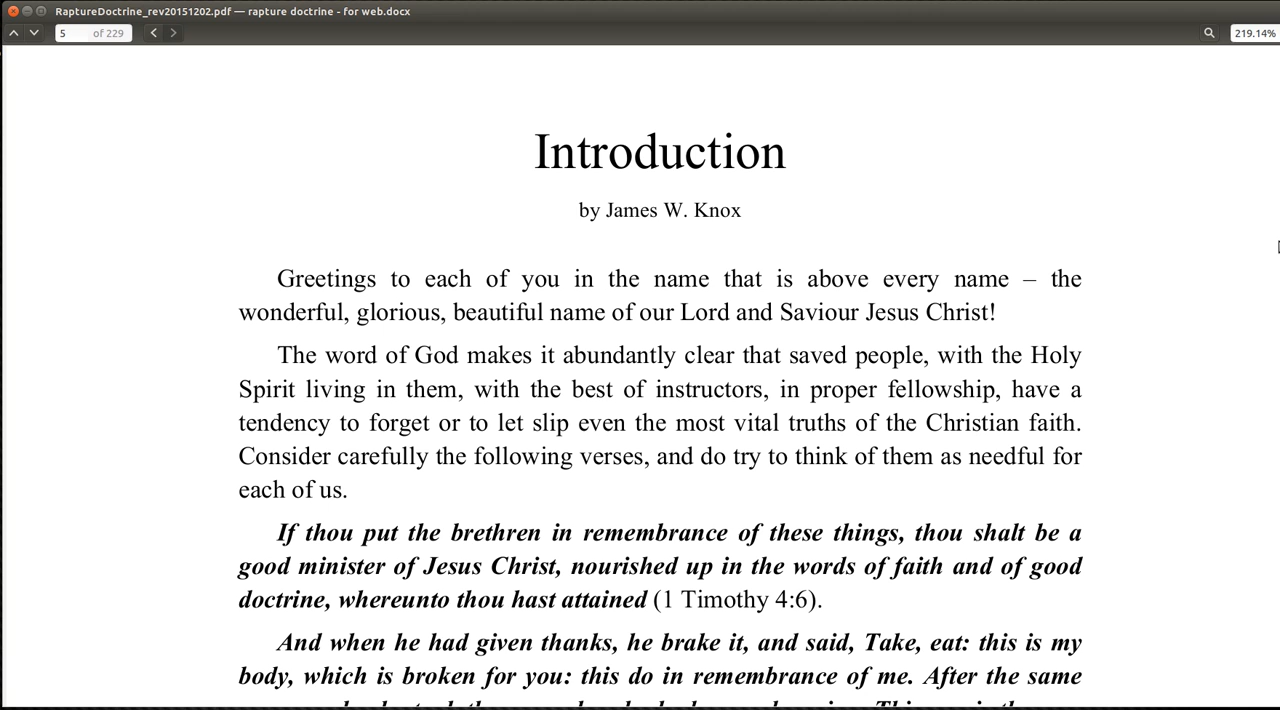 RaptureDoctrine_rev20151202.pdf — rapture doctrine - for web.docx
5 of 229
219.14%
Introduction
by James W. Knox
Greetings to each of you in the name that is above every name – the
wonderful, glorious, beautiful name of our Lord and Saviour Jesus Christ!
The word of God makes it abundantly clear that saved people, with the Holy
Spirit living in them, with the best of instructors, in proper fellowship, have a
tendency to forget or to let slip even the most vital truths of the Christian faith.
Consider carefully the following verses, and do try to think of them as needful for
each of us.
If thou put the brethren in remembrance of these things, thou shalt be a
good minister of Jesus Christ, nourished up in the words of faith and of good
doctrine, whereunto thou hast attained (1 Timothy 4:6).
And when he had given thanks, he brake it, and said, Take, eat: this is my
body, which is broken for you: this do in remembrance of me. After the same